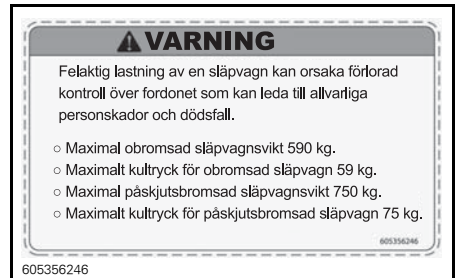 VARNING
Felaktig lastning av en släpvagn kan orsaka förlorad
kontroll över fordonet som kan leda till allvarliga
personskador och dödsfall.
○ Maximal obromsad släpvagnsvikt 590 kg.
○ Maximalt kultryck för obromsad släpvagn 59 kg.
○ Maximal påskjutsbromsad släpvagnsvikt 750 kg.
○ Maximalt kultryck för påskjutsbromsad släpvagn 75 kg.
605356246
605356246